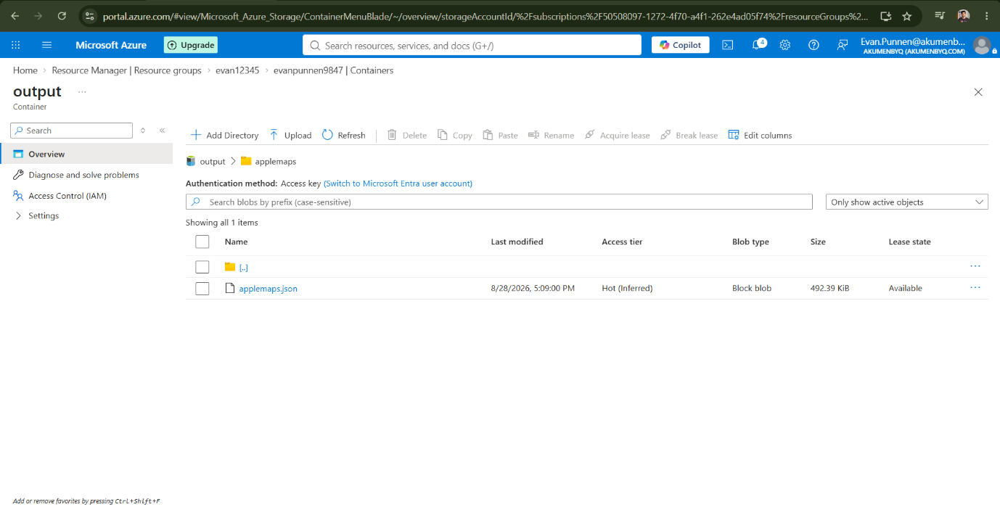 portal.azure.com/#view/Microsoft_Azure_Storage/ContainerMenuBlade/~/overview/storageAccountId/%2Fsubscriptions%2F50508097-1272-4f70-a4f1-262e4ad05f74%2FresourceGroups%2...
Microsoft Azure Upgrade Search resources, services, and docs (G+/) Copilot 4 Evan.Punnen@akumenb...
AKUMENBYQ (AKUMENBYQ.COM)
Home > Resource Manager | Resource groups > evan12345 > evanpunnen9847 | Containers
output ...
Container
Search
Add Directory Upload Refresh Delete Copy Paste Rename Acquire lease Break lease Edit columns
Overview
Diagnose and solve problems
Access Control (IAM)
Settings
output > applemaps
Authentication method: Access key (Switch to Microsoft Entra user account)
Search blobs by prefix (case-sensitive) Only show active objects
Showing all 1 items
Name Last modified Access tier Blob type Size Lease state
[..] ...
applemaps.json 8/28/2026, 5:09:00 PM Hot (Inferred) Block blob 492.39 KiB Available ...
Add or remove favorites by pressing Ctrl+Shift+F